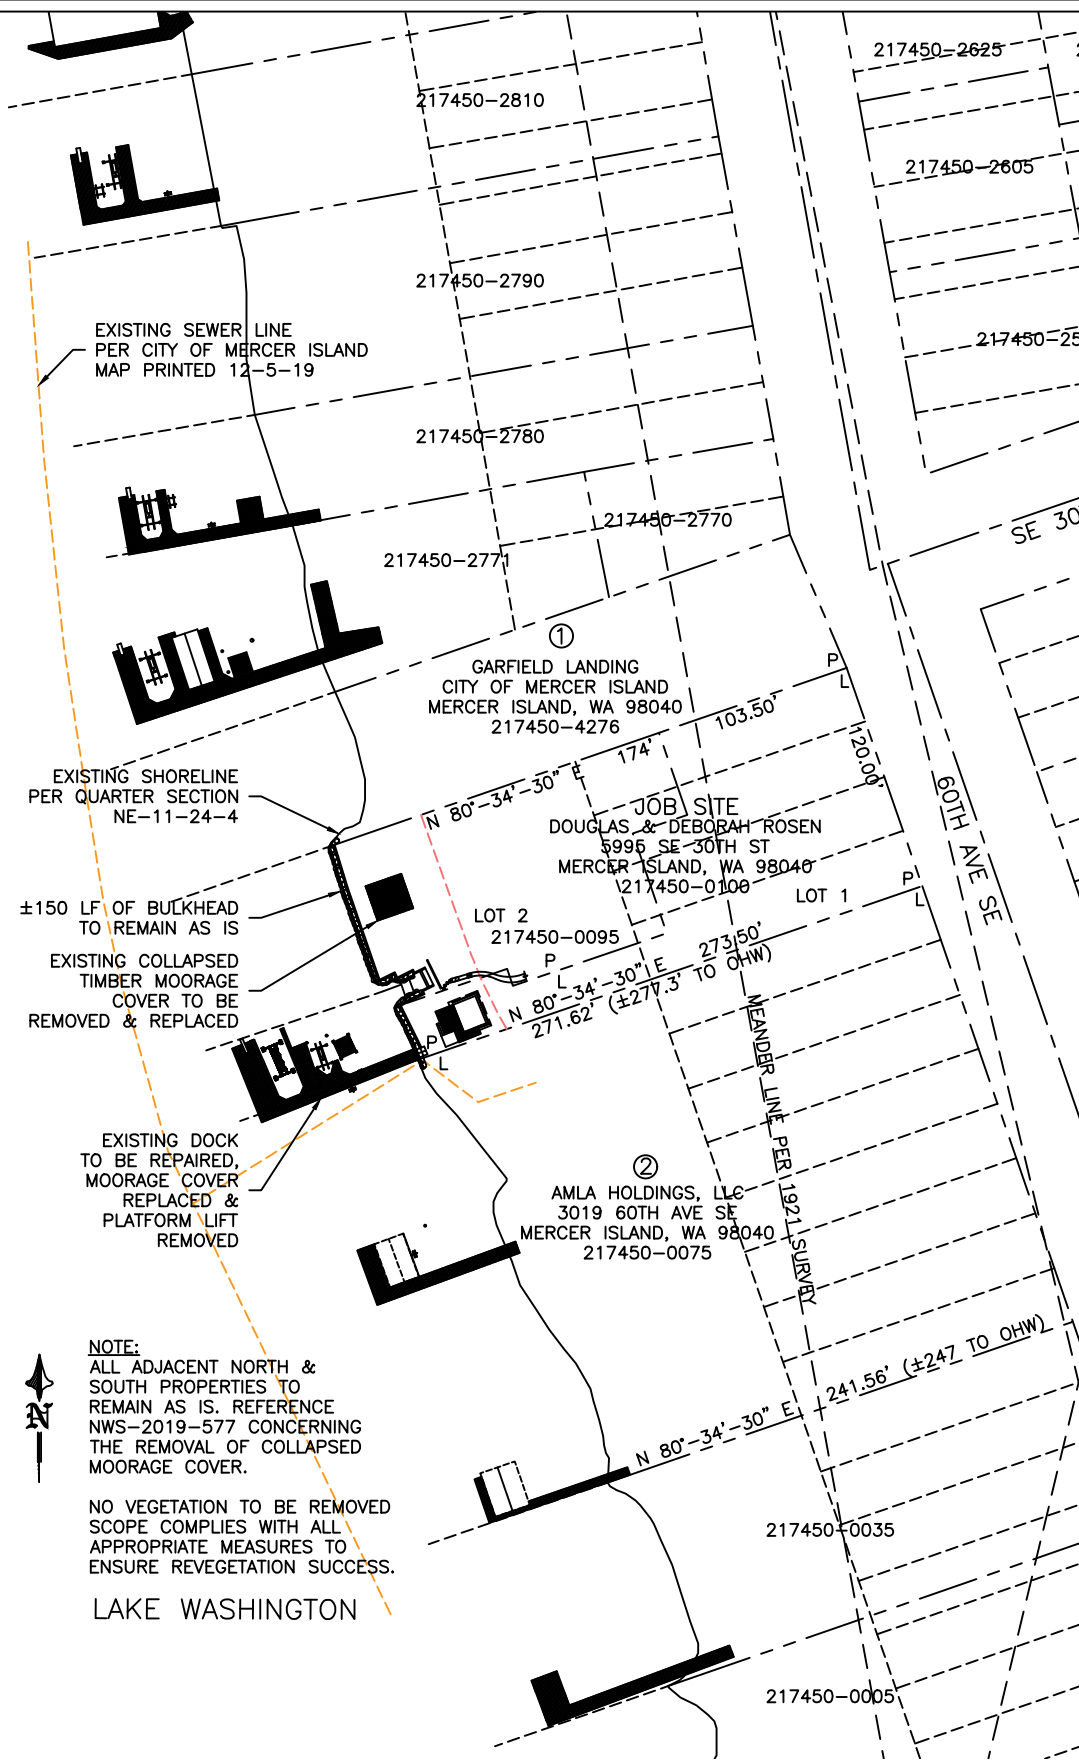 217450-2625
217450-2810
217450-2605
217450-2790
EXISTING SEWER LINE
PER CITY OF MERCER ISLAND
MAP PRINTED 12-5-19
217450-25
217450-2780
217450-2770
SE 30
217450-2771
1
GARFIELD LANDING
CITY OF MERCER ISLAND
MERCER ISLAND, WA 98040
217450-4276
P
L
103.50'
174'
120.00'
N 80°-34'-30" E
60TH AVE SE
EXISTING SHORELINE
PER QUARTER SECTION
NE-11-24-4
JOB SITE
DOUGLAS & DEBORAH ROSEN
5995 SE 30TH ST
MERCER ISLAND, WA 98040
217450-0100
LOT 1
P
L
±150 LF OF BULKHEAD
TO REMAIN AS IS
LOT 2
217450-0095
EXISTING COLLAPSED
TIMBER MOORAGE
COVER TO BE
REMOVED & REPLACED
P
L
273.50'
N 80°-34'-30" E
271.62' (±277.3' TO OHW)
P
L
MEANDER LINE PER 1921 SURVEY
EXISTING DOCK
TO BE REPAIRED,
MOORAGE COVER
REPLACED &
PLATFORM LIFT
REMOVED
2
AMLA HOLDINGS, LLC
3019 60TH AVE SE
MERCER ISLAND, WA 98040
217450-0075
N
NOTE:
ALL ADJACENT NORTH &
SOUTH PROPERTIES TO
REMAIN AS IS. REFERENCE
NWS-2019-577 CONCERNING
THE REMOVAL OF COLLAPSED
MOORAGE COVER.
NO VEGETATION TO BE REMOVED
SCOPE COMPLIES WITH ALL
APPROPRIATE MEASURES TO
ENSURE REVEGETATION SUCCESS.
N 80°-34'-30" E
241.56' (±247 TO OHW)
217450-0035
LAKE WASHINGTON
217450-0005